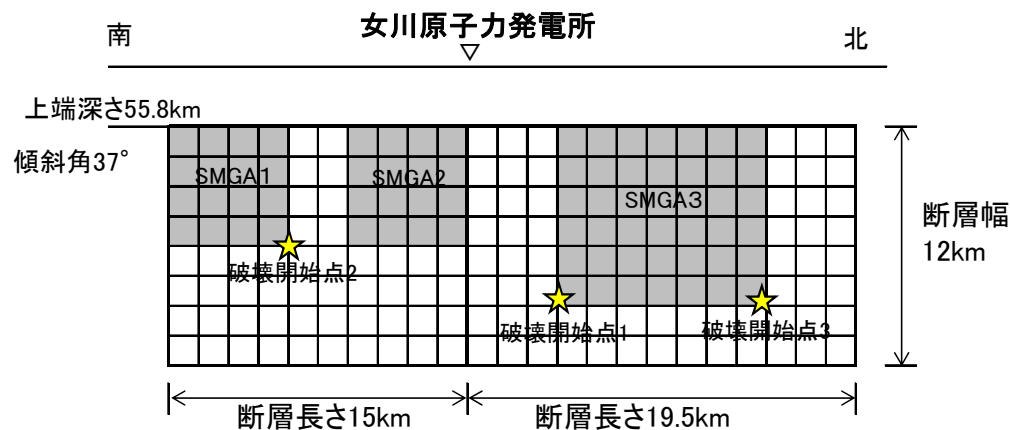 女川原子力発電所
南
北
上端深さ55.8km
傾斜角37°
SMGA1
SMGA2
SMGA3
破壊開始点2
破壊開始点1
破壊開始点3
断層幅
12km
断層長さ15km
断層長さ19.5km